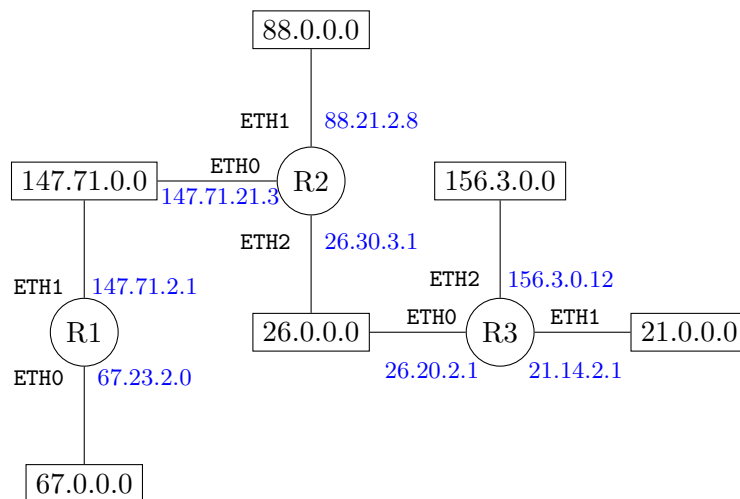 88.0.0.0
ETH1 88.21.2.8
147.71.0.0 ETH0 R2 156.3.0.0
147.71.21.3
ETH2 26.30.3.1
ETH1 147.71.2.1 ETH2 156.3.0.12
R1 26.0.0.0 ETH0 R3 ETH1 21.0.0.0
ETH0 67.23.2.0 26.20.2.1 21.14.2.1
67.0.0.0